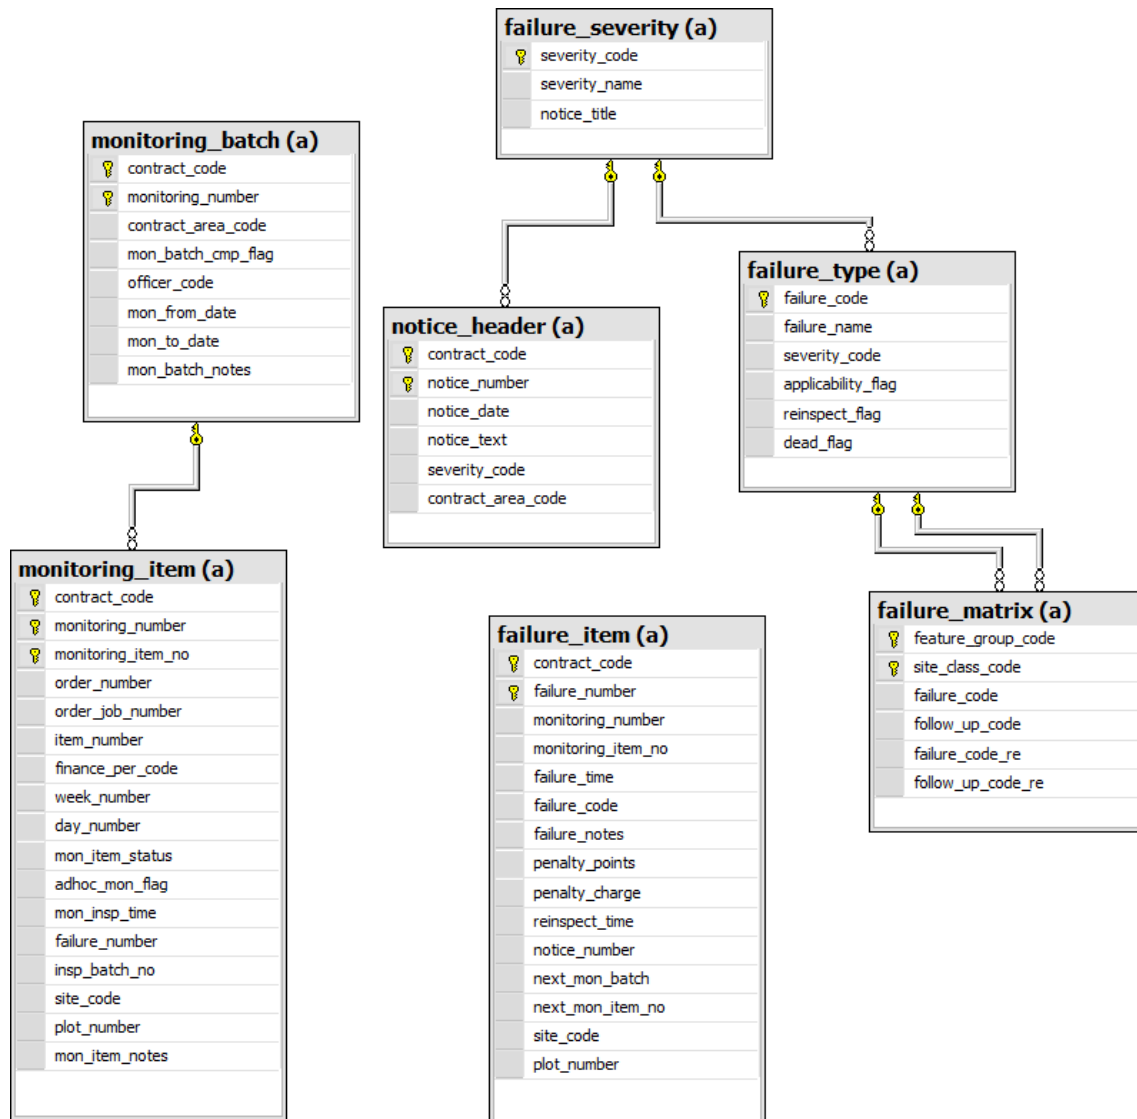 failure_severity (a)
severity_code
severity_name
notice_title
monitoring_batch (a)
contract_code
monitoring_number
contract_area_code
mon_batch_cmp_flag
officer_code
mon_from_date
mon_to_date
mon_batch_notes
failure_type (a)
failure_code
failure_name
severity_code
applicability_flag
reinspect_flag
dead_flag
notice_header (a)
contract_code
notice_number
notice_date
notice_text
severity_code
contract_area_code
monitoring_item (a)
contract_code
monitoring_number
monitoring_item_no
order_number
order_job_number
item_number
finance_per_code
week_number
day_number
mon_item_status
adhoc_mon_flag
mon_insp_time
failure_number
insp_batch_no
site_code
plot_number
mon_item_notes
failure_item (a)
contract_code
failure_number
monitoring_number
monitoring_item_no
failure_time
failure_code
failure_notes
penalty_points
penalty_charge
reinspect_time
notice_number
next_mon_batch
next_mon_item_no
site_code
plot_number
failure_matrix (a)
feature_group_code
site_class_code
failure_code
follow_up_code
failure_code_re
follow_up_code_re